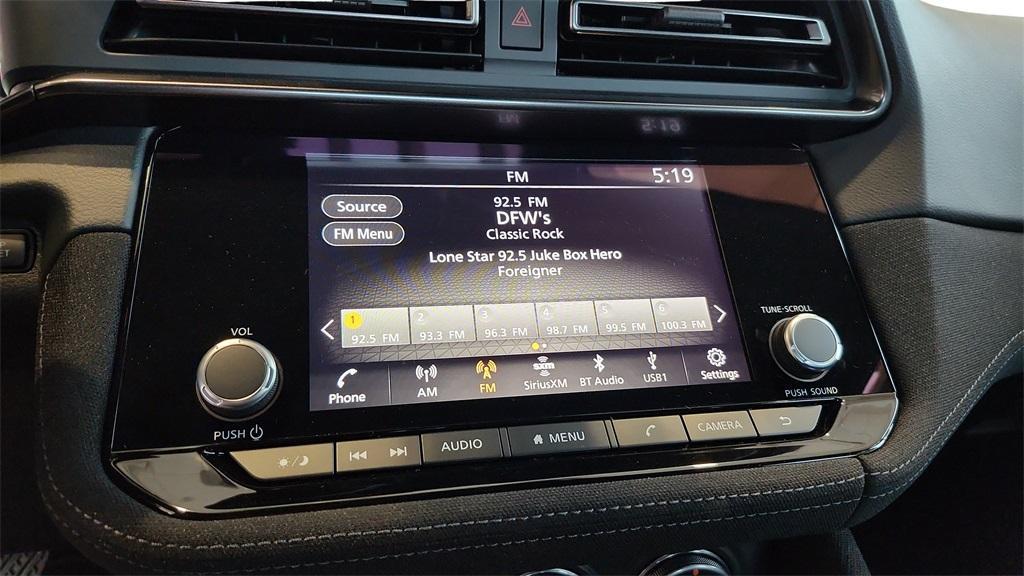 FM 5:19
Source
FM Menu
92.5 FM
DFW's
Classic Rock
Lone Star 92.5 Juke Box Hero
Foreigner
1 2 3 4 5 6
92.5 FM 93.3 FM 96.3 FM 98.7 FM 99.5 FM 100.3 FM
sxm
Phone AM FM SiriusXM BT Audio USB1 Settings
VOL
PUSH
TUNE·SCROLL
PUSH SOUND
AUDIO MENU CAMERA